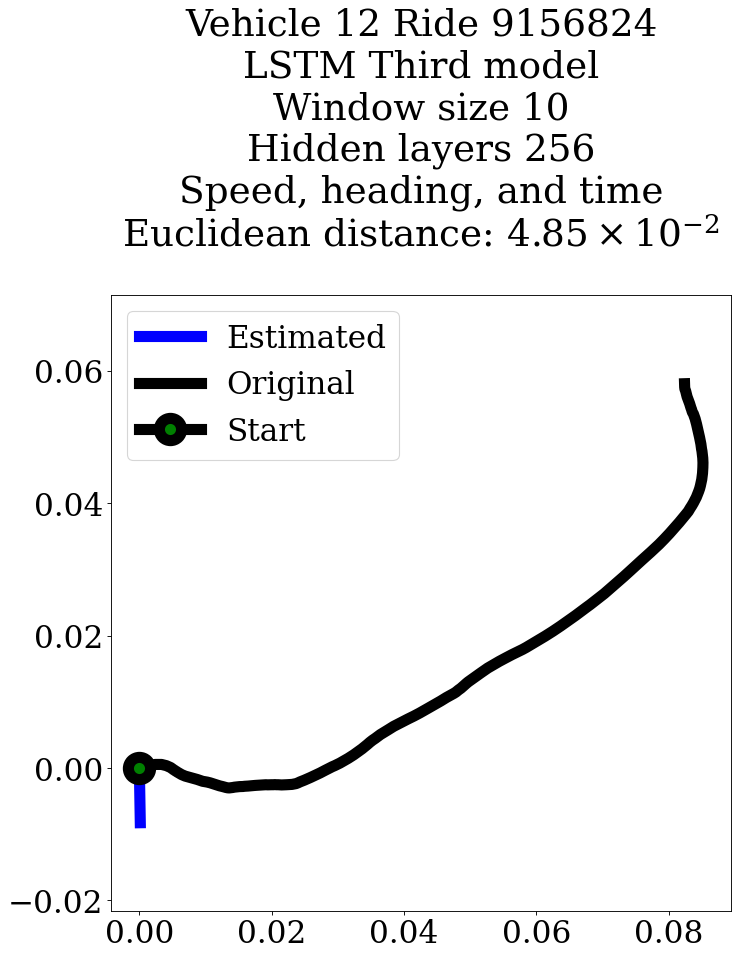 Vehicle 12 Ride 9156824
LSTM Third model
Window size 10
Hidden layers 256
Speed, heading, and time
Euclidean distance: 4.85 × 10⁻²
Estimated
Original
Start
0.06
0.04
0.02
0.00
−0.02
0.00 0.02 0.04 0.06 0.08